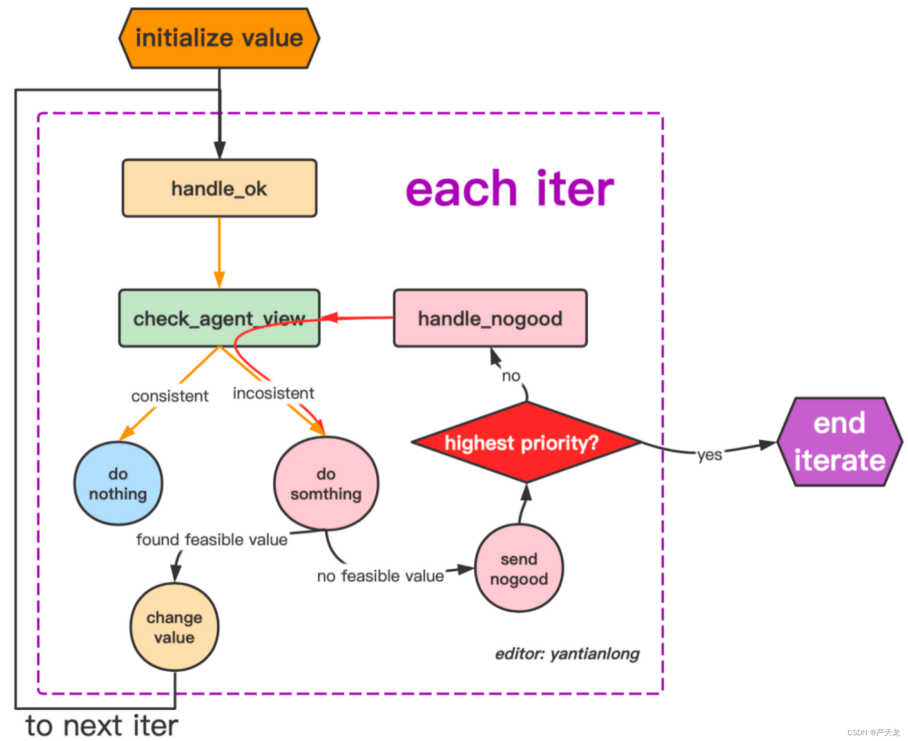 initialize value
handle_ok
each iter
check_agent_view
handle_nogood
consistent
incosistent
no
highest priority?
yes
end
iterate
do
nothing
do
somthing
found feasible value
no feasible value
send
nogood
change
value
editor: yantianlong
to next iter
CSDN @严天龙